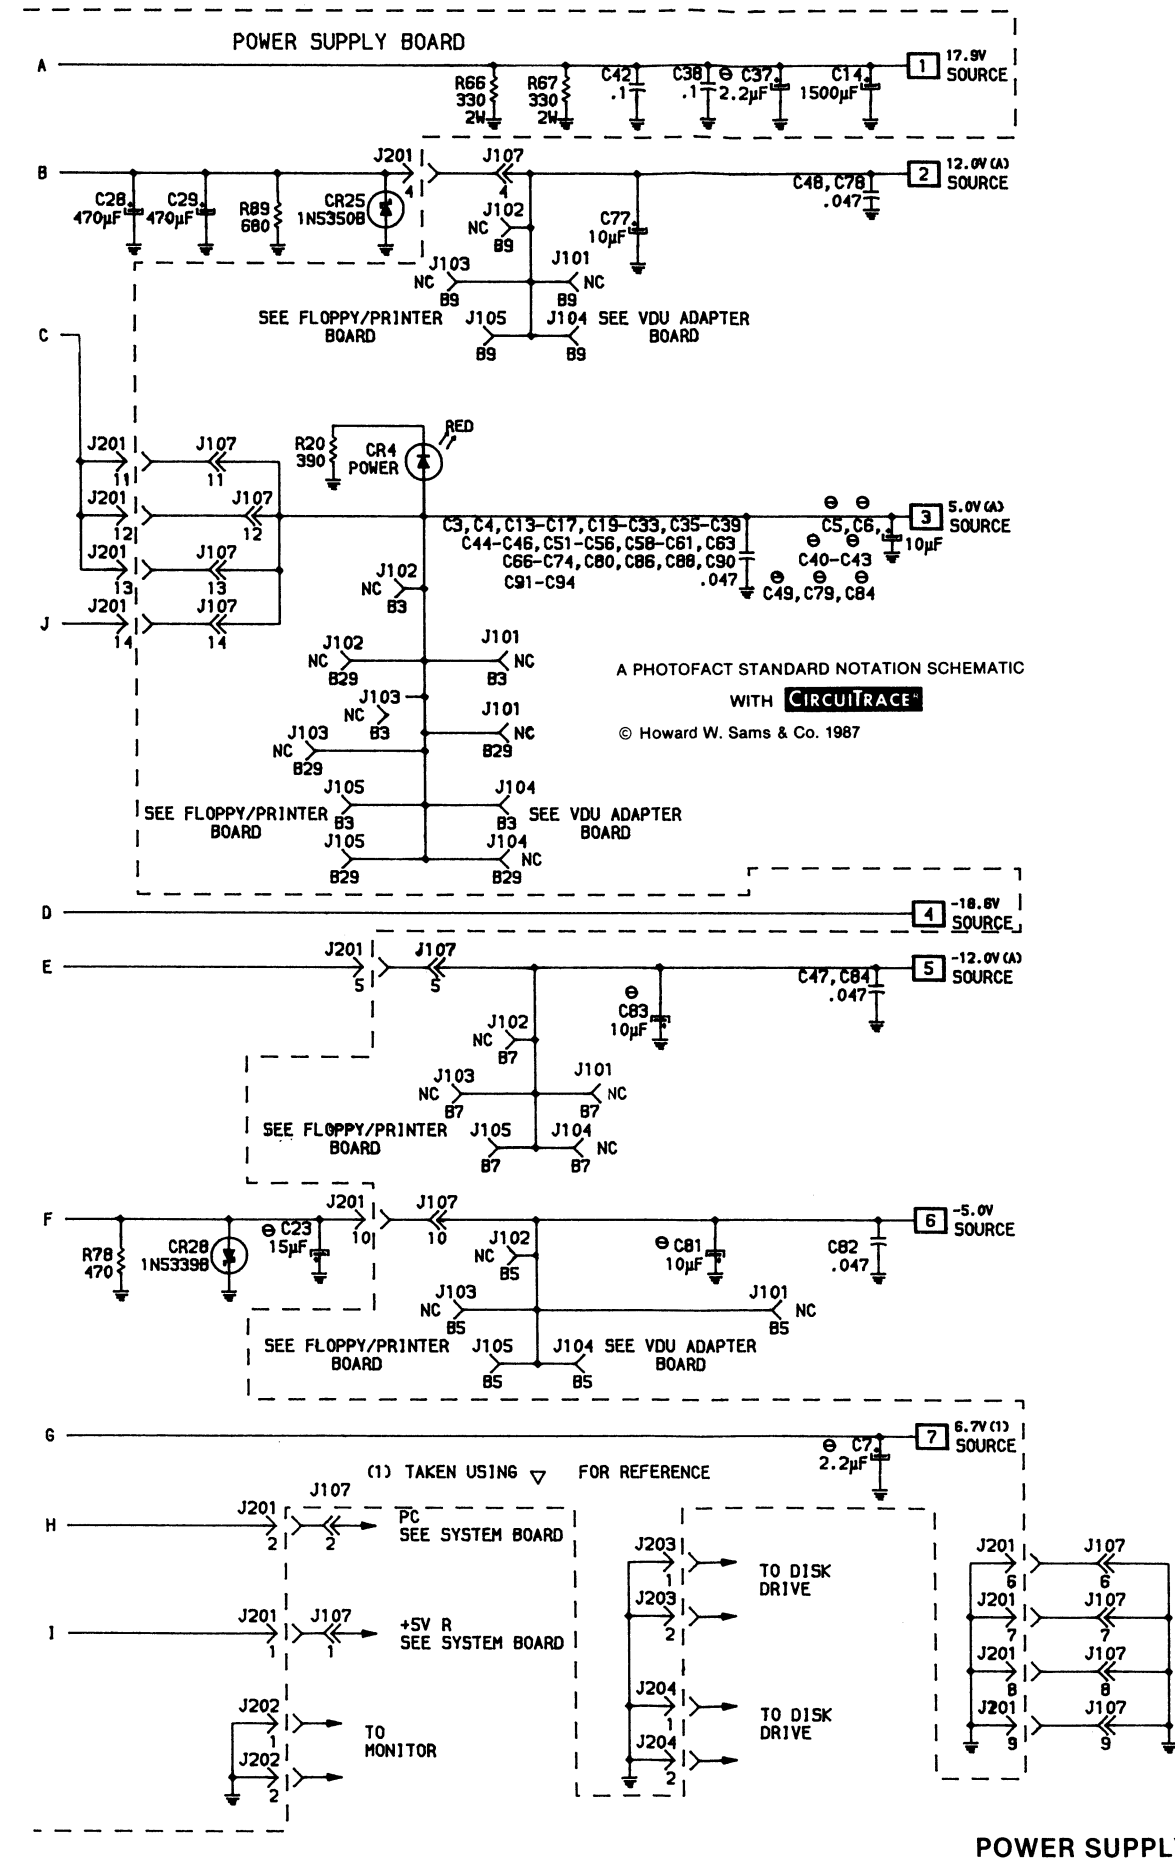 POWER SUPPLY BOARD
A
R66
330
2W
R67
330
2W
C42
.1
C38
.1
⊖ C37
2.2µF
C14
1500µF
1
17.9V
SOURCE
B
C28
470µF
C29
470µF
R89
680
CR25
1N5350B
J201
4
J107
4
J102
NC
B9
C77
10µF
C48, C78
.047
2
12.0V(A)
SOURCE
J103
NC
B9
J101
NC
B9
SEE FLOPPY/PRINTER
BOARD
J105
B9
J104
B9
SEE VDU ADAPTER
BOARD
C
J201
11
J107
11
R20
390
CR4
POWER
RED
J201
12
J107
12
J201
13
J107
13
J
J201
14
J107
14
C3, C4, C13-C17, C19-C33, C35-C39
C44-C46, C51-C56, C58-C61, C63
C66-C74, C80, C86, C88, C90
C91-C94
.047
⊖ ⊖
C5, C6,
⊖ ⊖
C40-C43
⊖ ⊖ ⊖
C49, C79, C84
10µF
3
5.0V(A)
SOURCE
J102
NC
B3
J102
NC
B29
J101
NC
B3
J103
NC
B3
J101
NC
B29
J103
NC
B29
J105
B3
J104
B3
SEE FLOPPY/PRINTER
BOARD
SEE VDU ADAPTER
BOARD
J105
B29
J104
NC
B29
A PHOTOFACT STANDARD NOTATION SCHEMATIC
WITH CIRCUITRACE
© Howard W. Sams & Co. 1987
D
4
-18.8V
SOURCE
E
J201
5
J107
5
⊖
C83
10µF
C47, C84
.047
5
-12.0V(A)
SOURCE
J102
NC
B7
J103
NC
B7
J101
NC
B7
SEE FLOPPY/PRINTER
BOARD
J105
B7
J104
NC
B7
F
R78
470
CR28
1N5339B
⊖ C23
15µF
J201
10
J107
10
J102
NC
B5
⊖ C81
10µF
C82
.047
6
-5.0V
SOURCE
J103
NC
B5
J101
NC
B5
SEE FLOPPY/PRINTER
BOARD
J105
B5
J104
B5
SEE VDU ADAPTER
BOARD
G
⊖ C7
2.2µF
7
6.7V(1)
SOURCE
(1) TAKEN USING ▽ FOR REFERENCE
H
J201
2
J107
2
PC
SEE SYSTEM BOARD
I
J201
1
J107
1
+5V R
SEE SYSTEM BOARD
J202
1
J202
2
TO
MONITOR
J203
1
J203
2
TO DISK
DRIVE
J204
1
J204
2
TO DISK
DRIVE
J201
6
J107
6
J201
7
J107
7
J201
8
J107
8
J201
9
J107
9
POWER SUPPLY